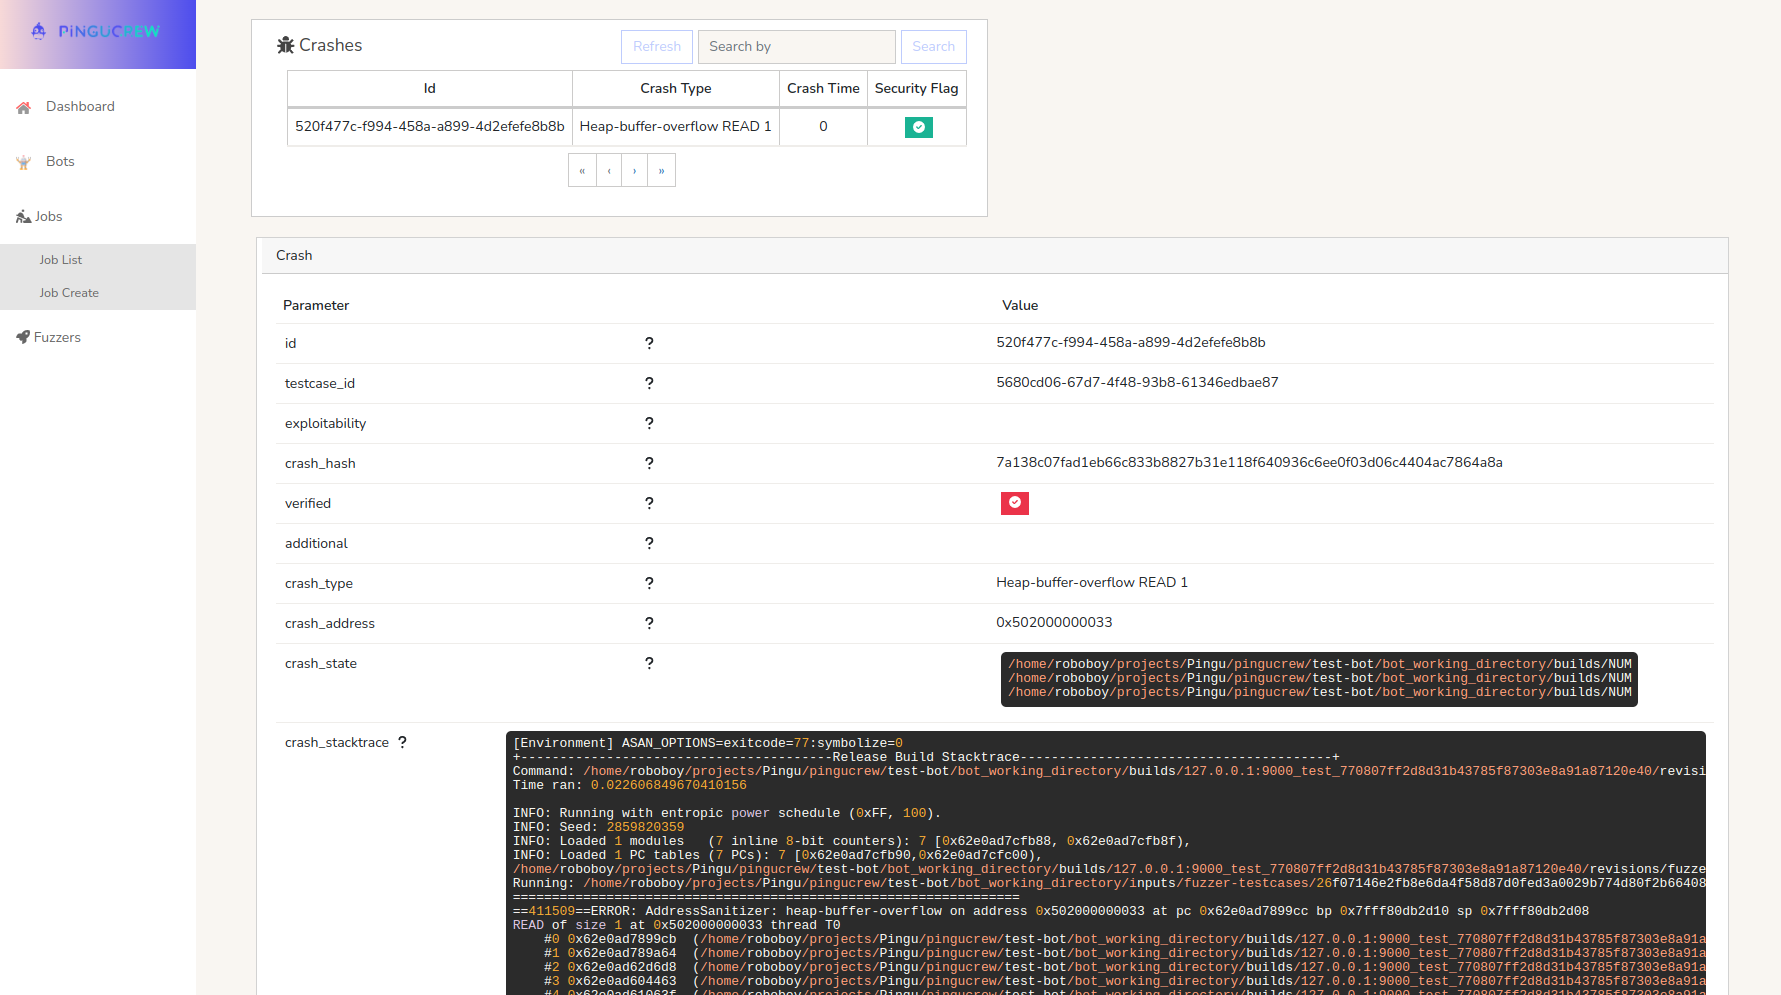 PiNGUCREW
Dashboard
Bots
Jobs
Job List
Job Create
Fuzzers
Crashes
Refresh
Search by
Search
Id Crash Type Crash Time Security Flag
520f477c-f994-458a-a899-4d2efefe8b8b Heap-buffer-overflow READ 1 0
« ‹ › »
Crash
Parameter Value
id ? 520f477c-f994-458a-a899-4d2efefe8b8b
testcase_id ? 5680cd06-67d7-4f48-93b8-61346edbae87
exploitability ?
crash_hash ? 7a138c07fad1eb66c833b8827b31e118f640936c6ee0f03d06c4404ac7864a8a
verified ?
additional ?
crash_type ? Heap-buffer-overflow READ 1
crash_address ? 0x502000000033
crash_state ? /home/roboboy/projects/Pingu/pingucrew/test-bot/bot_working_directory/builds/NUM
/home/roboboy/projects/Pingu/pingucrew/test-bot/bot_working_directory/builds/NUM
/home/roboboy/projects/Pingu/pingucrew/test-bot/bot_working_directory/builds/NUM
crash_stacktrace ? [Environment] ASAN_OPTIONS=exitcode=77:symbolize=0
+----------------------------------------Release Build Stacktrace----------------------------------------+
Command: /home/roboboy/projects/Pingu/pingucrew/test-bot/bot_working_directory/builds/127.0.0.1:9000_test_770807ff2d8d31b43785f87303e8a91a87120e40/revisi
Time ran: 0.022606849670410156
INFO: Running with entropic power schedule (0xFF, 100).
INFO: Seed: 2859820359
INFO: Loaded 1 modules   (7 inline 8-bit counters): 7 [0x62e0ad7cfb88, 0x62e0ad7cfb8f),
INFO: Loaded 1 PC tables (7 PCs): 7 [0x62e0ad7cfb90,0x62e0ad7cfc00),
/home/roboboy/projects/Pingu/pingucrew/test-bot/bot_working_directory/builds/127.0.0.1:9000_test_770807ff2d8d31b43785f87303e8a91a87120e40/revisions/fuzze
Running: /home/roboboy/projects/Pingu/pingucrew/test-bot/bot_working_directory/inputs/fuzzer-testcases/26f07146e2fb8e6da4f58d87d0fed3a0029b774d80f2b66408
=================================================================
==411509==ERROR: AddressSanitizer: heap-buffer-overflow on address 0x502000000033 at pc 0x62e0ad7899cc bp 0x7fff80db2d10 sp 0x7fff80db2d08
READ of size 1 at 0x502000000033 thread T0
#0 0x62e0ad7899cb  (/home/roboboy/projects/Pingu/pingucrew/test-bot/bot_working_directory/builds/127.0.0.1:9000_test_770807ff2d8d31b43785f87303e8a91a
#1 0x62e0ad789a64  (/home/roboboy/projects/Pingu/pingucrew/test-bot/bot_working_directory/builds/127.0.0.1:9000_test_770807ff2d8d31b43785f87303e8a91a
#2 0x62e0ad62d6d8  (/home/roboboy/projects/Pingu/pingucrew/test-bot/bot_working_directory/builds/127.0.0.1:9000_test_770807ff2d8d31b43785f87303e8a91a
#3 0x62e0ad604463  (/home/roboboy/projects/Pingu/pingucrew/test-bot/bot_working_directory/builds/127.0.0.1:9000_test_770807ff2d8d31b43785f87303e8a91a